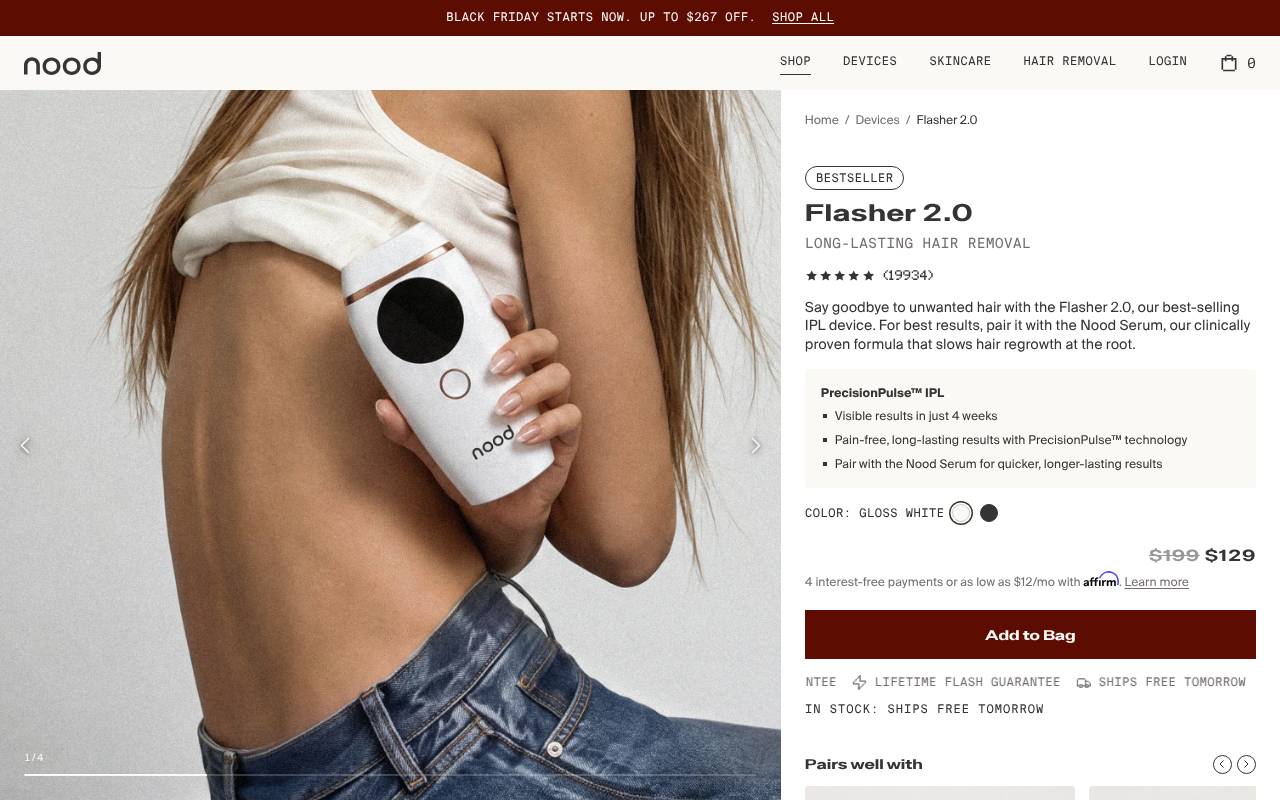 BLACK FRIDAY STARTS NOW. UP TO $267 OFF. SHOP ALL
nood
SHOP DEVICES SKINCARE HAIR REMOVAL LOGIN 0
Home / Devices / Flasher 2.0
BESTSELLER
Flasher 2.0
LONG-LASTING HAIR REMOVAL
★★★★★ (19934)
Say goodbye to unwanted hair with the Flasher 2.0, our best-selling
IPL device. For best results, pair it with the Nood Serum, our clinically
proven formula that slows hair regrowth at the root.
PrecisionPulse™ IPL
Visible results in just 4 weeks
Pain-free, long-lasting results with PrecisionPulse™ technology
Pair with the Nood Serum for quicker, longer-lasting results
COLOR: GLOSS WHITE
$199 $129
4 interest-free payments or as low as $12/mo with affirm. Learn more
Add to Bag
NTEE LIFETIME FLASH GUARANTEE SHIPS FREE TOMORROW
IN STOCK: SHIPS FREE TOMORROW
Pairs well with
nood
1/4